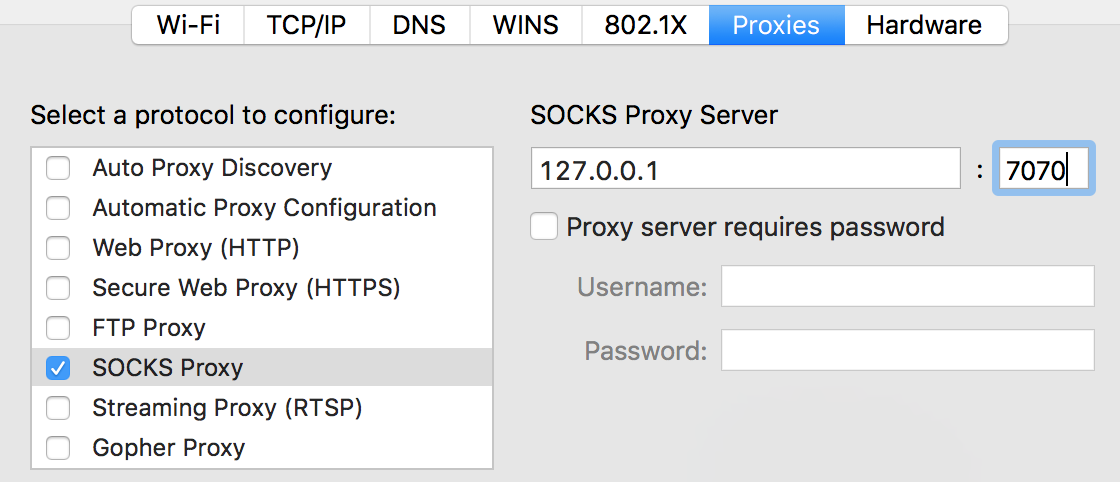 Wi-Fi TCP/IP DNS WINS 802.1X Proxies Hardware
Select a protocol to configure:
Auto Proxy Discovery
Automatic Proxy Configuration
Web Proxy (HTTP)
Secure Web Proxy (HTTPS)
FTP Proxy
SOCKS Proxy
Streaming Proxy (RTSP)
Gopher Proxy
SOCKS Proxy Server
127.0.0.1 : 7070
Proxy server requires password
Username:
Password: